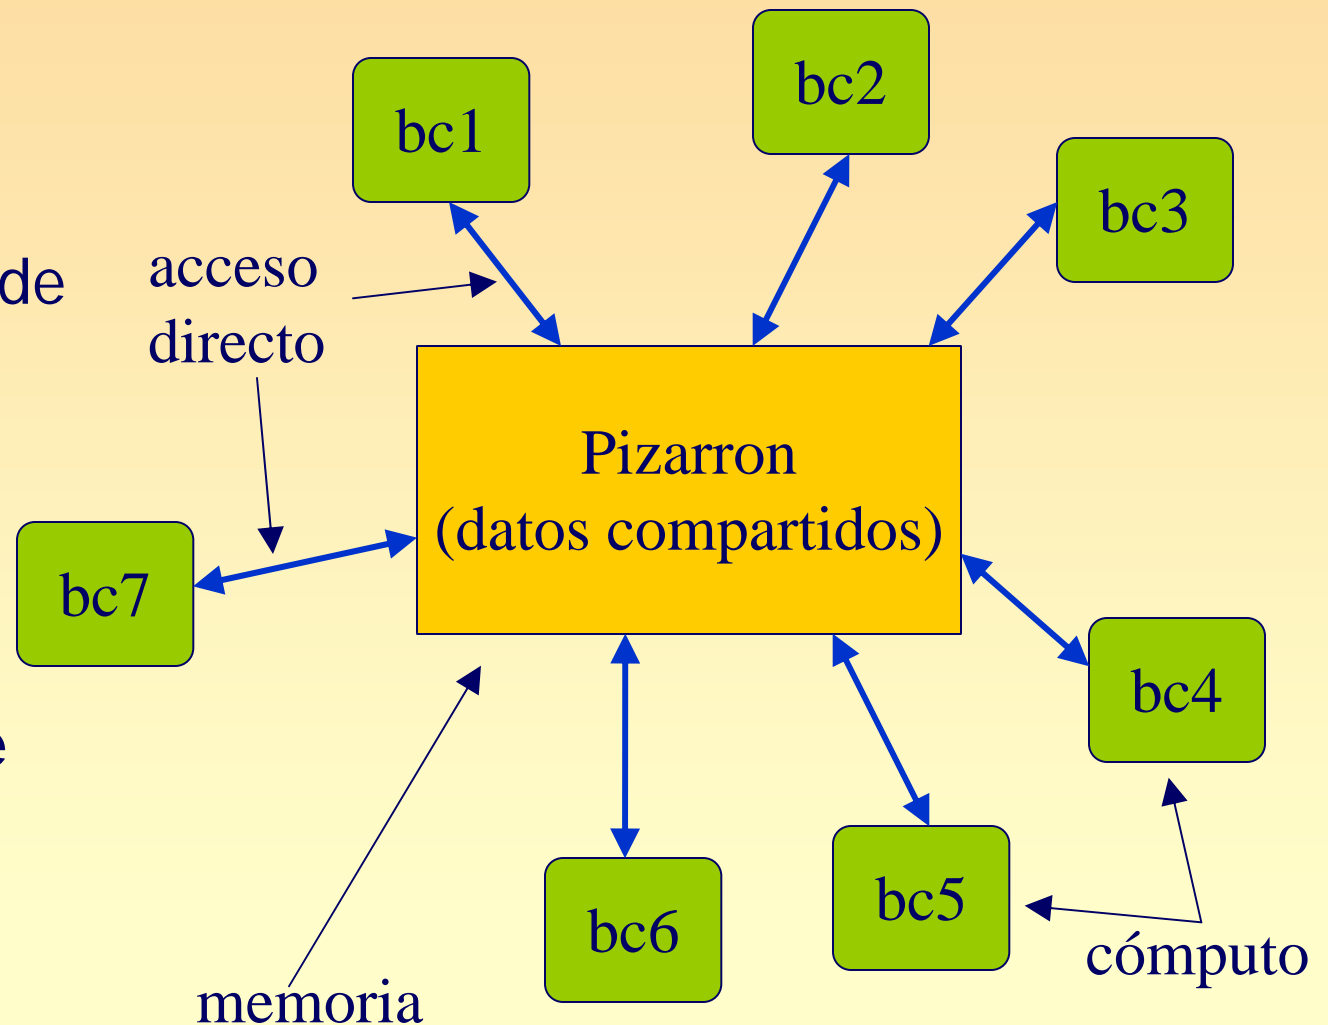 bc2
bc1
bc3
de
acceso
directo
Pizarron
(datos compartidos)
bc7
bc4
e
bc5
bc6
cómputo
memoria